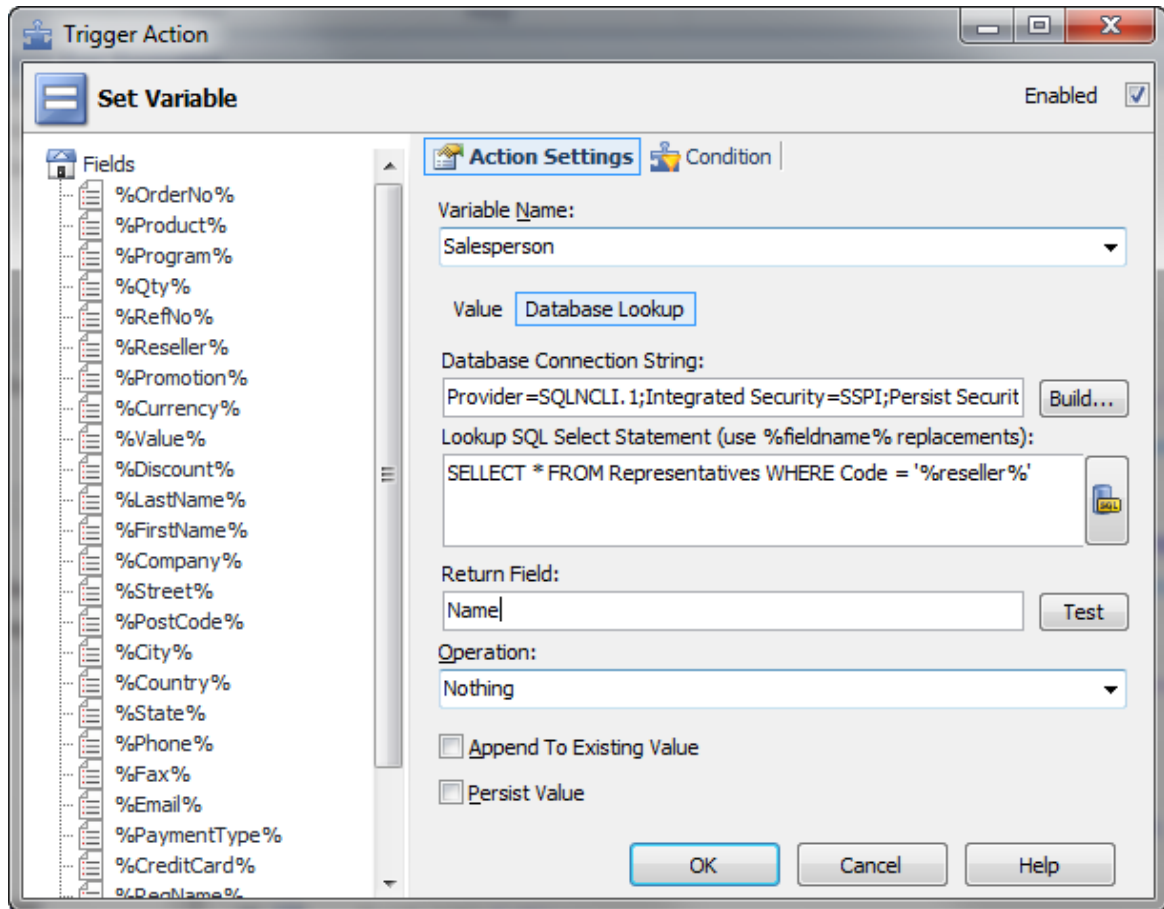 Trigger Action
Set Variable
Enabled
Fields
%OrderNo%
%Product%
%Program%
%Qty%
%RefNo%
%Reseller%
%Promotion%
%Currency%
%Value%
%Discount%
%LastName%
%FirstName%
%Company%
%Street%
%PostCode%
%City%
%Country%
%State%
%Phone%
%Fax%
%Email%
%PaymentType%
%CreditCard%
%RegName%
Action Settings
Condition
Variable Name:
Salesperson
Value
Database Lookup
Database Connection String:
Provider=SQLNCLI.1;Integrated Security=SSPI;Persist Securit
Build...
Lookup SQL Select Statement (use %fieldname% replacements):
SELLECT * FROM Representatives WHERE Code = '%reseller%'
SQL
Return Field:
Name
Test
Operation:
Nothing
Append To Existing Value
Persist Value
OK
Cancel
Help